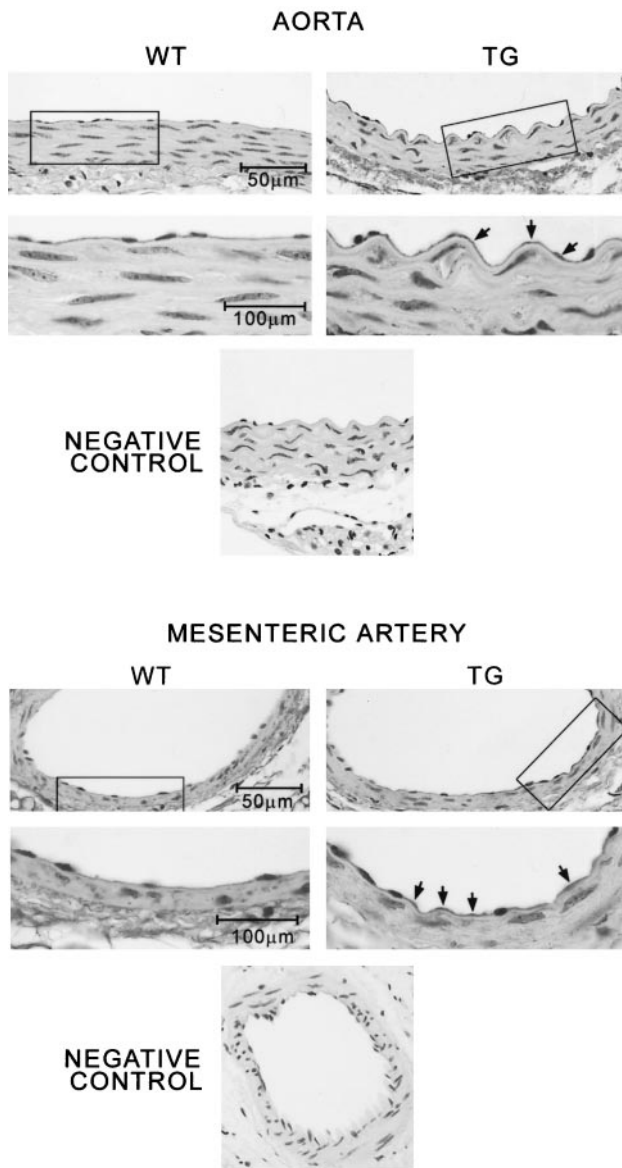 AORTA
WT
TG
50μm
100μm
NEGATIVE
CONTROL
MESENTERIC ARTERY
WT
TG
50μm
100μm
NEGATIVE
CONTROL